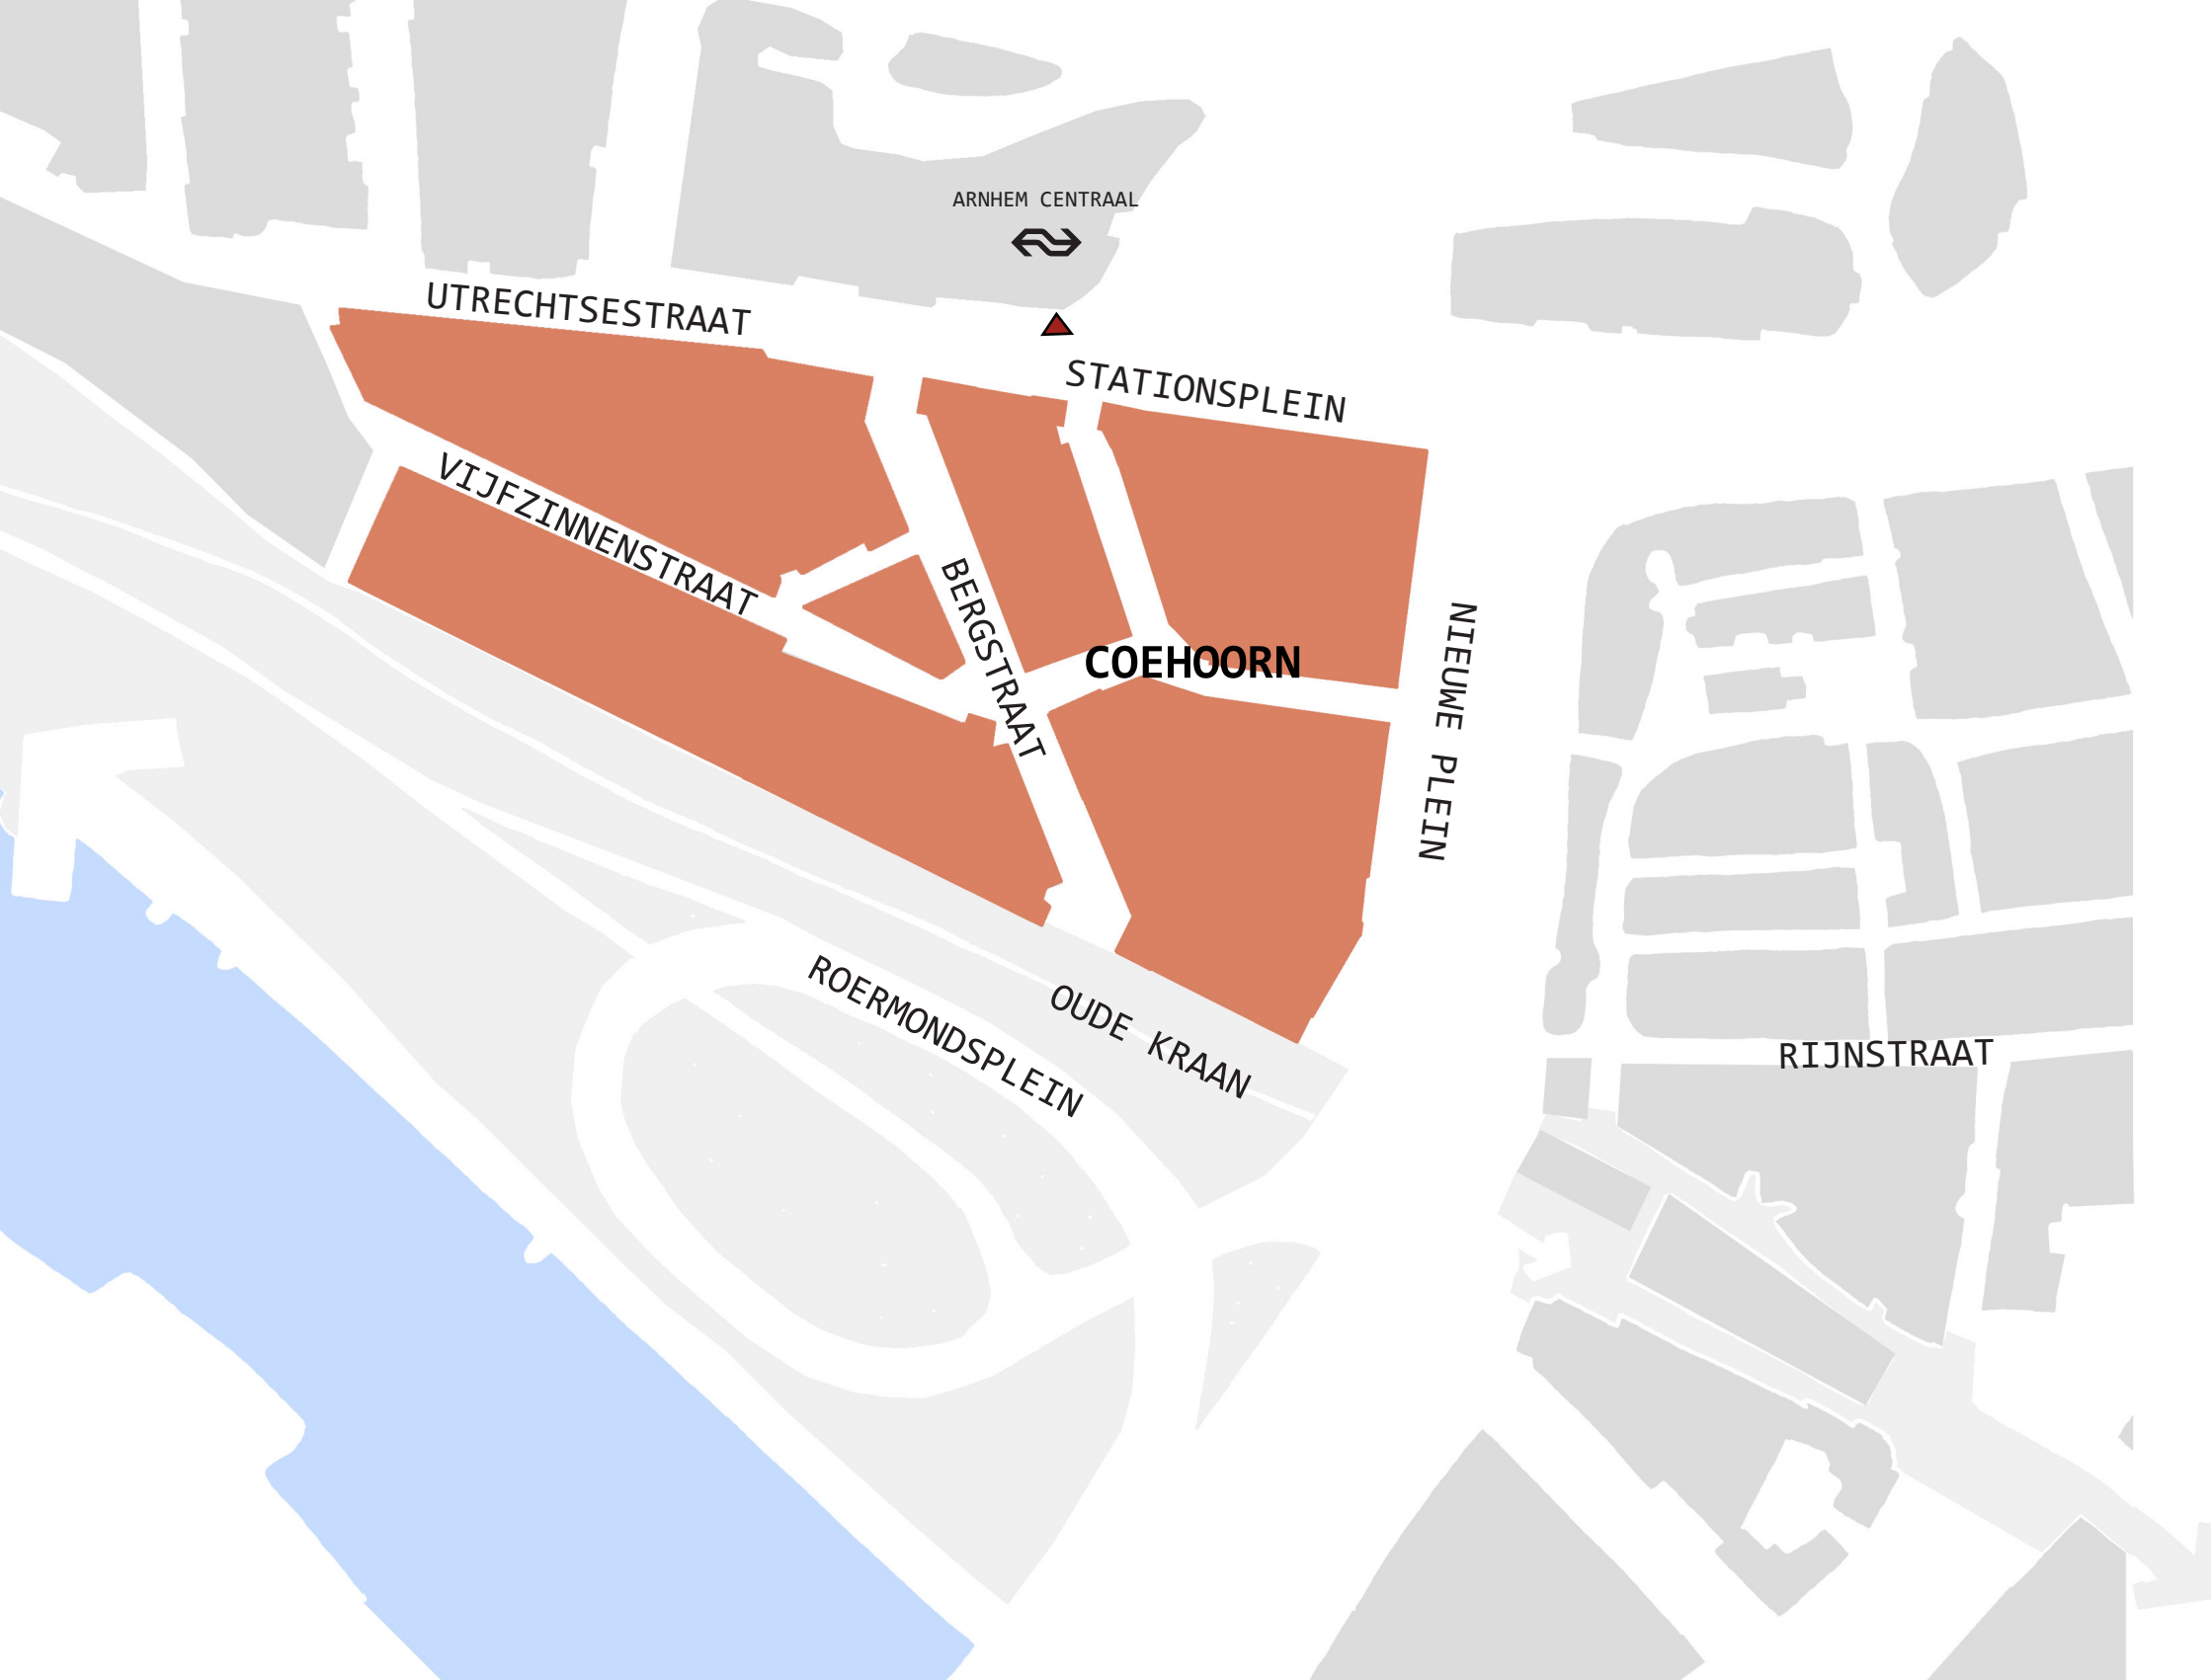 ARNHEM CENTRAAL
UTRECHTSESTRAAT
STATIONSPLEIN
VIJFZINNENSTRAAT
BERGSTRAAT
COEHOORN
NIEUWE PLEIN
ROERMONDSPLEIN
OUDE KRAAN
RIJNSTRAAT